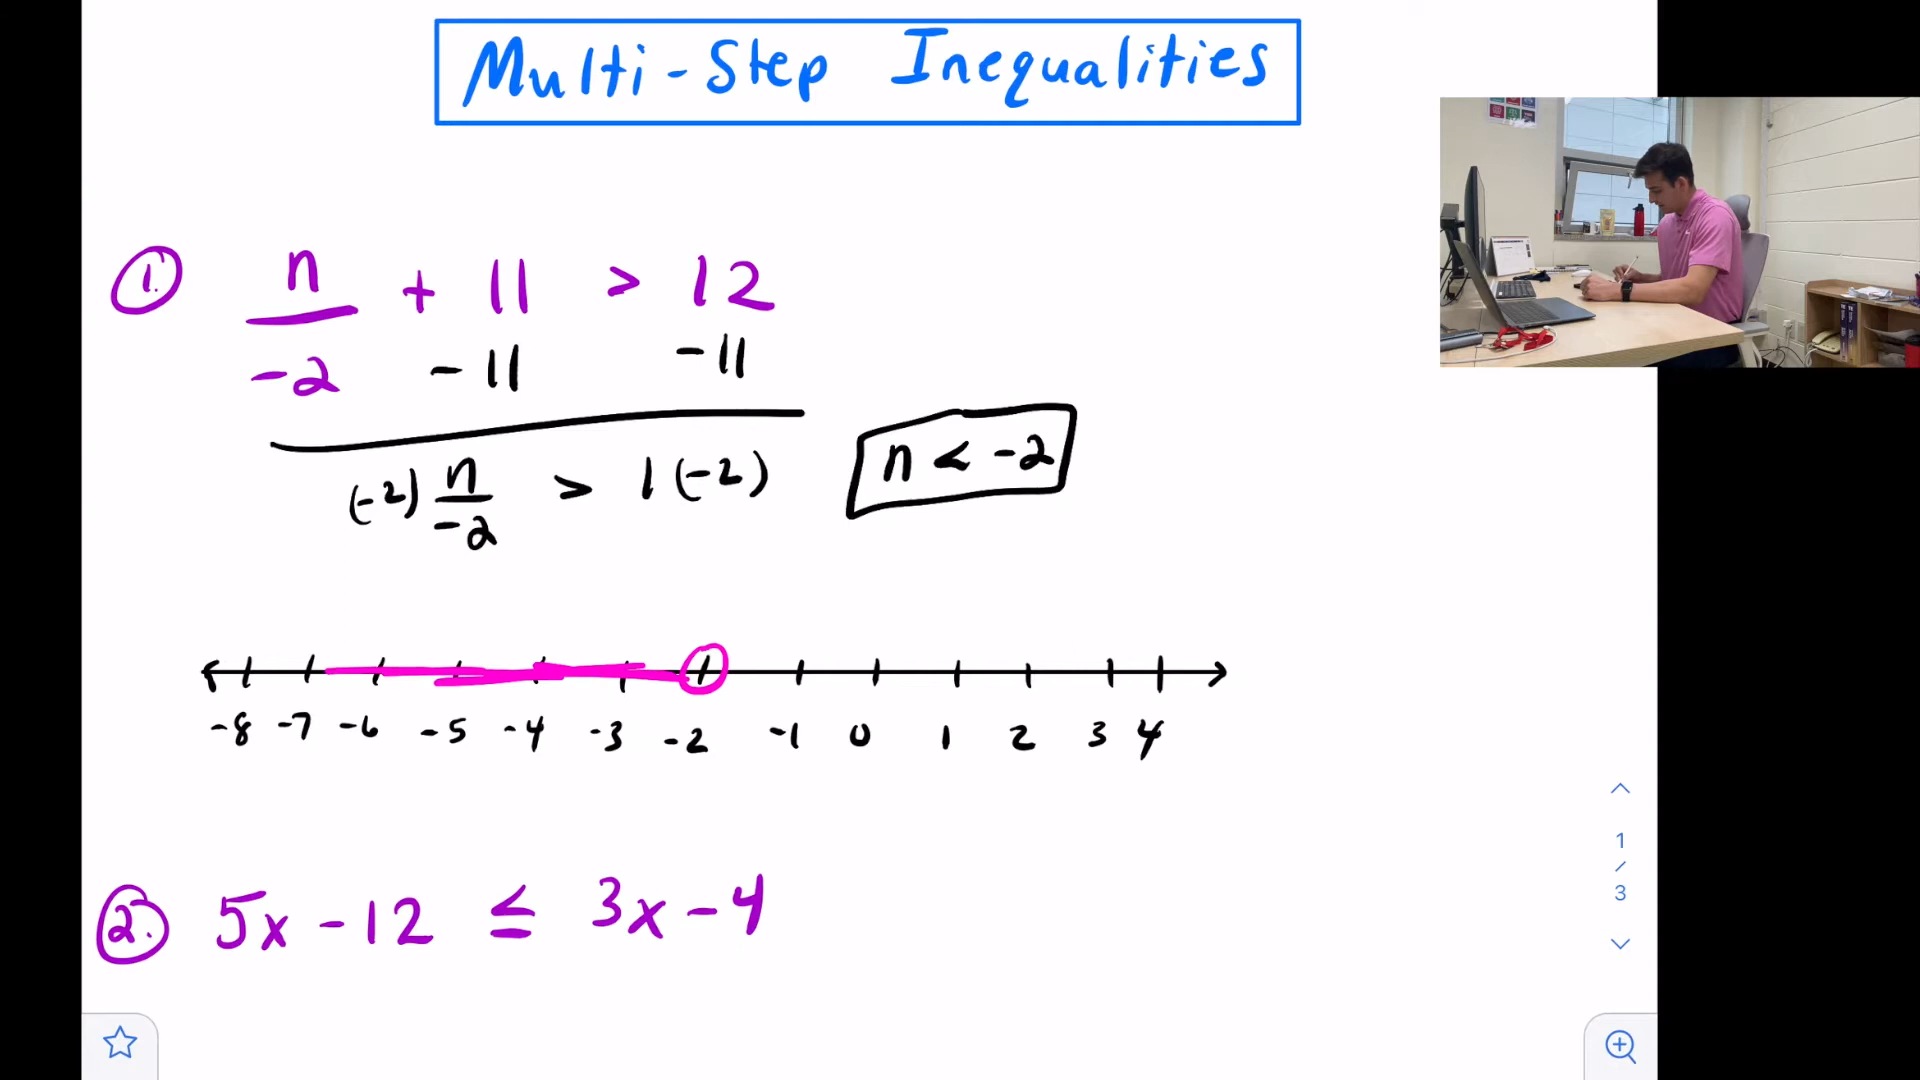 Multi-Step Inequalities
1. n/-2 + 11 > 12
-11 -11
(-2) n/-2 > 1 (-2)
n < -2
-8 -7 -6 -5 -4 -3 -2 -1 0 1 2 3 4
2. 5x - 12 ≤ 3x - 4
1
/
3